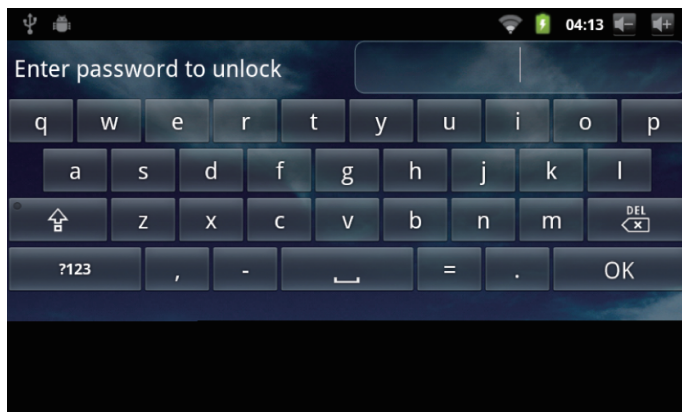 04:13
Enter password to unlock
q w e r t y u i o p
a s d f g h j k l
z x c v b n m DEL
?123 , - = . OK